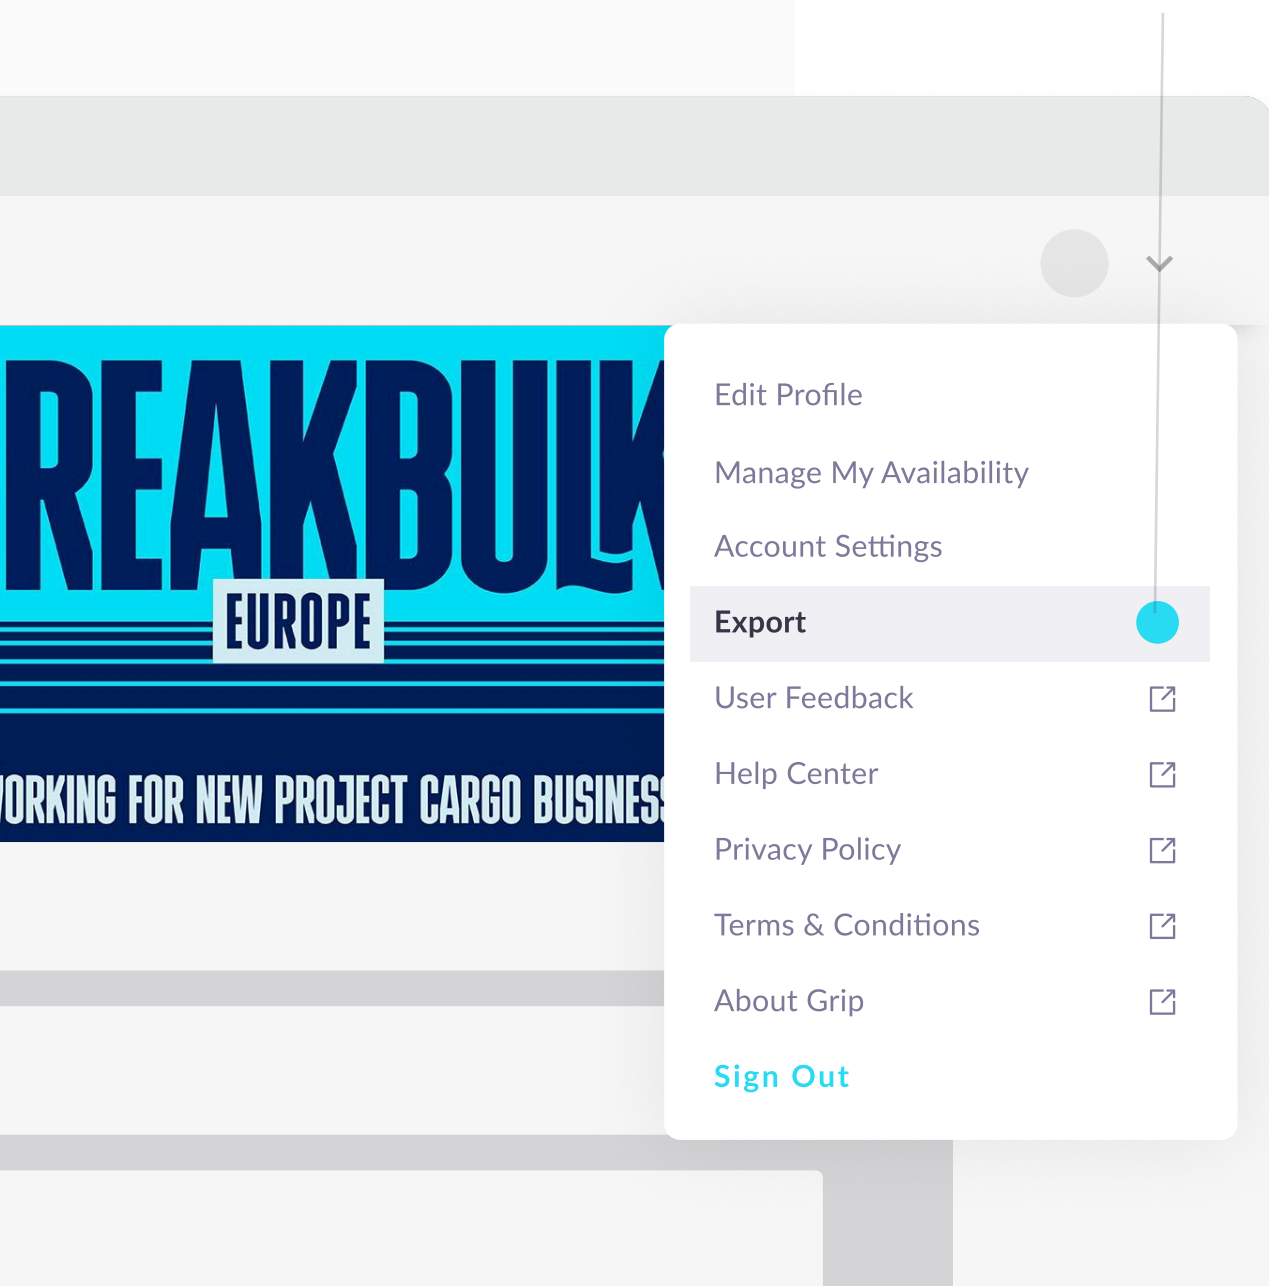 REAKBULK
EUROPE
ORKING FOR NEW PROJECT CARGO BUSINESS
Edit Profile
Manage My Availability
Account Settings
Export
User Feedback
Help Center
Privacy Policy
Terms & Conditions
About Grip
Sign Out